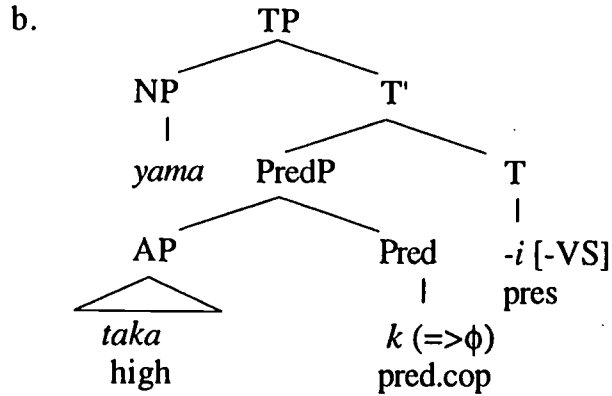 b. TP
NP T'
yama PredP T
AP Pred -i [-VS]
pres
taka k (=>ϕ)
high pred.cop